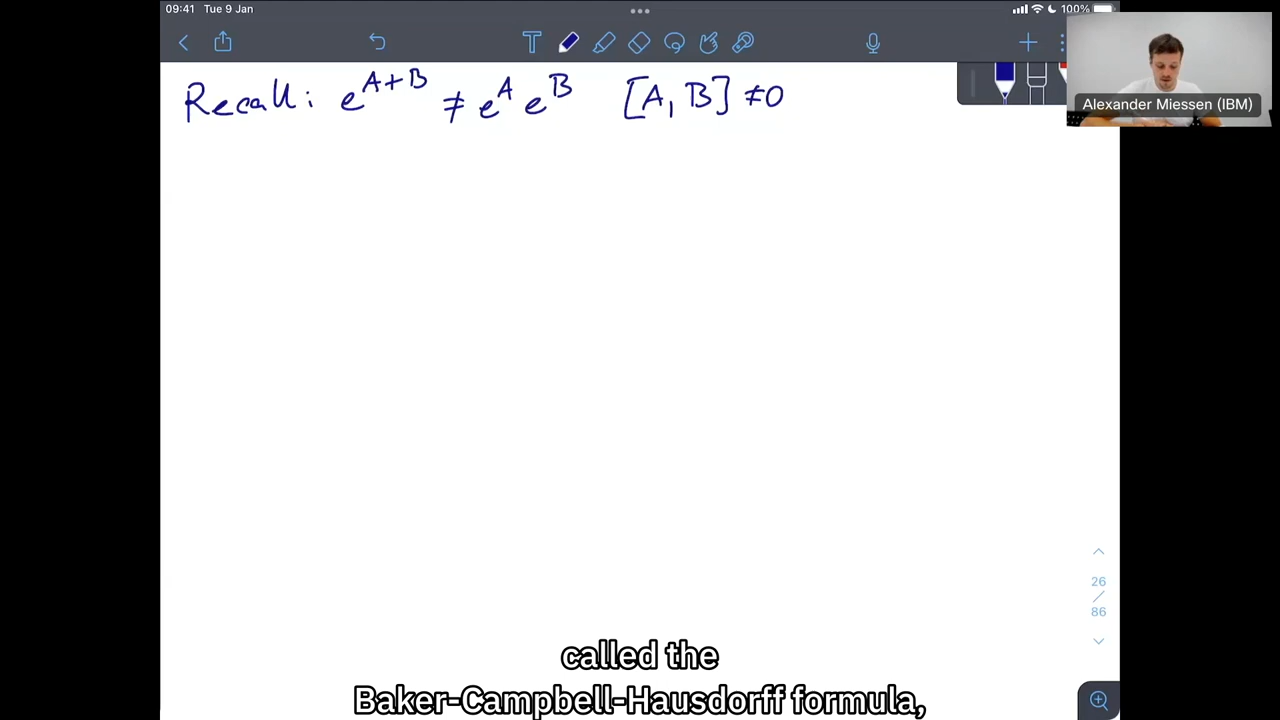 09:41 Tue 9 Jan 100%
Recall: e^{A+B} ≠ e^A e^B [A, B] ≠ 0
Alexander Miessen (IBM)
26
/
86
called the
Baker-Campbell-Hausdorff formula,